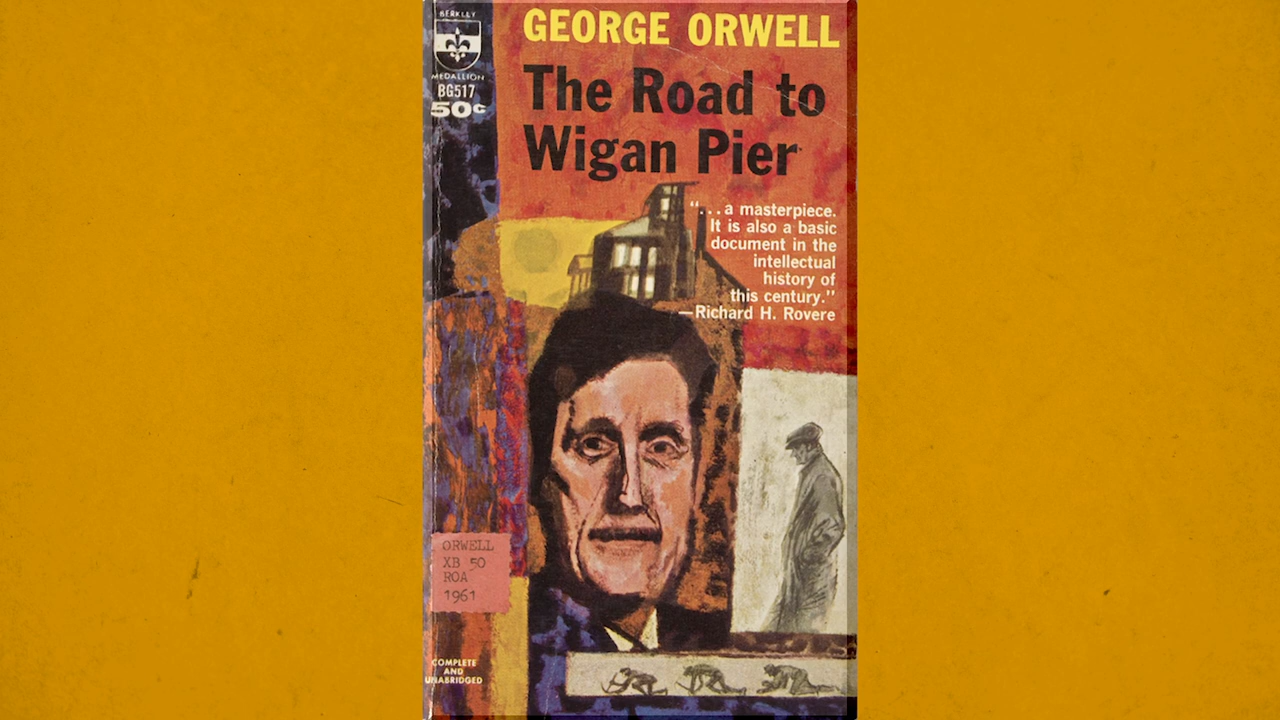 BERKLEY
MEDALLION
BG517
50¢
GEORGE ORWELL
The Road to
Wigan Pier
“...a masterpiece.
It is also a basic
document in the
intellectual
history of
this century.”
—Richard H. Rovere
ORWELL
XB 50
ROA
1961
COMPLETE
AND
UNABRIDGED